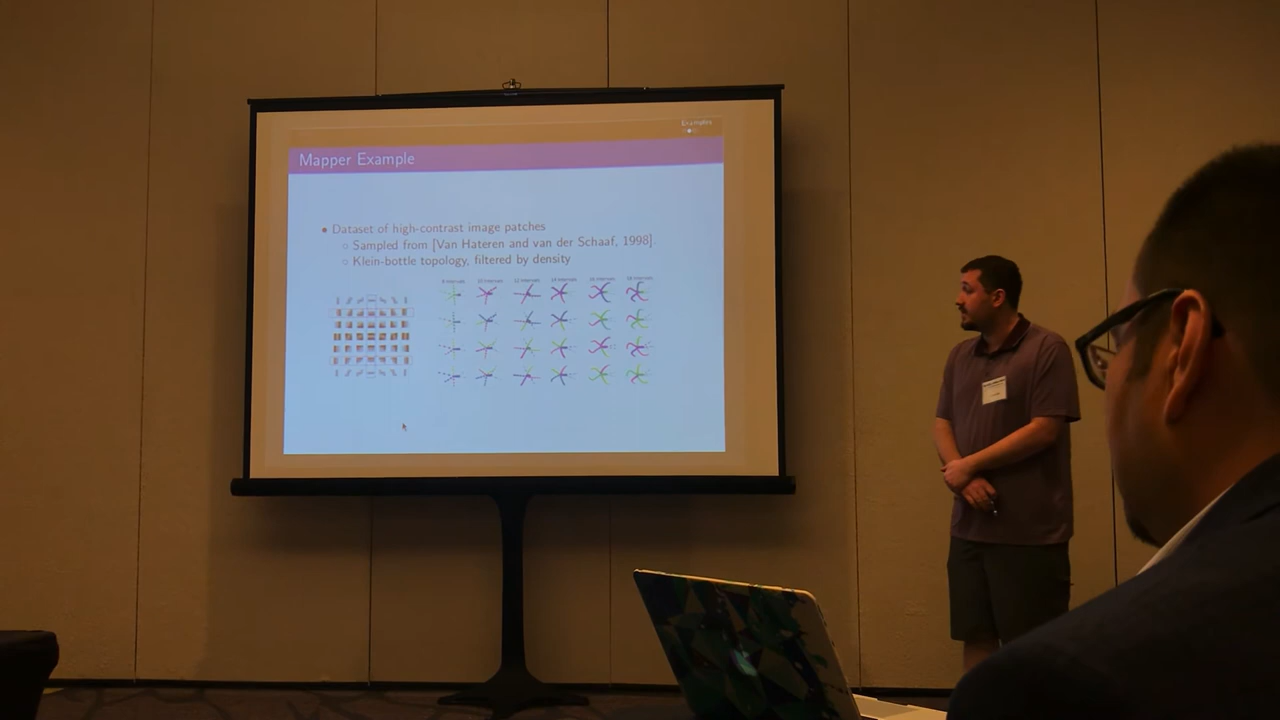 Examples
Mapper Example
Dataset of high-contrast image patches
Sampled from [Van Hateren and van der Schaaf, 1998].
Klein-bottle topology, filtered by density